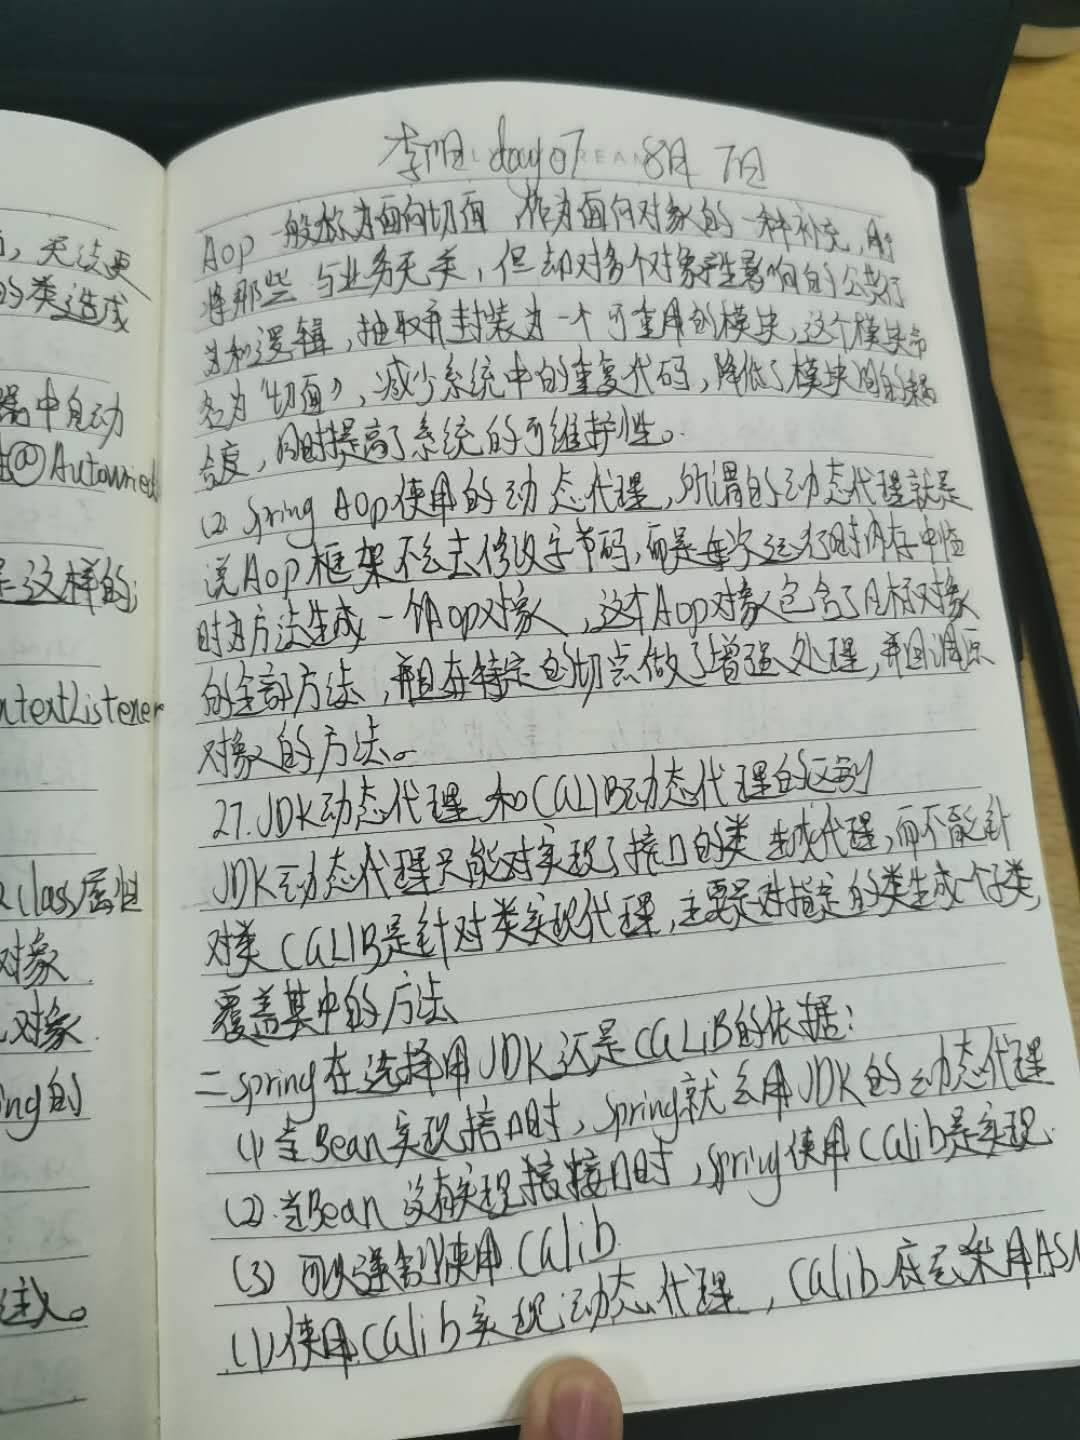 ，无法更
的类造成
器中自动
@Autowried
是这样的;
ntextListener
class属性
对象
对象
ing的
注入。
李阳 day07 8月7日
Aop 一般称为面向切面 作为面向对象的一种补充, 用于
将那些 与业务无关, 但却对多个对象产生影响的公共行
为和逻辑, 抽取并封装为一个可重用的模块, 这个模块命
名为“切面”, 减少系统中的重复代码, 降低了模块间的耦
合度, 同时提高了系统的可维护性。
(2) Spring Aop使用的动态代理, 所谓的动态代理就是
说Aop框架不会去修改字节码, 而是每次运行时内存中临
时为方法生成一个Aop对象, 这个Aop对象包含了目标对象
的全部方法, 并且在特定的切点做了增强处理, 并回调原
对象的方法。
27. JDK动态代理和CGLIB动态代理的区别
JDK动态代理只能对实现了接口的类生成代理, 而不能针
对类 CGLIB是针对类实现代理, 主要是对指定的类生成一个子类,
覆盖其中的方法
二 spring在选择用JDK还是CGLiB的依据:
(1) 当Bean实现接口时, Spring就会用JDK的动态代理
(2) 当Bean没有实现接口时, spring使用CGlib是实现
(3) 可以强制使用CGlib
(1) 使用CGlib实现动态代理, CGlib底层采用ASM